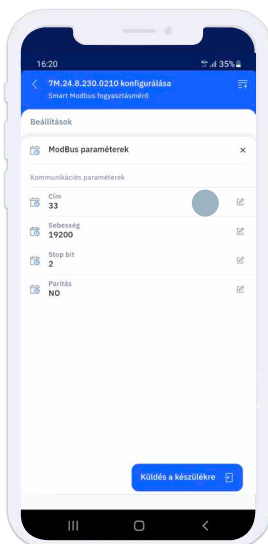 16:20
35%
7M.24.8.230.0210 konfigurálása
Smart Modbus fogyasztásmérő
Beállítások
ModBus paraméterek
Kommunikációs paraméterek
Cím
33
Sebesség
19200
Stop bit
2
Paritás
NO
Küldés a készülékre